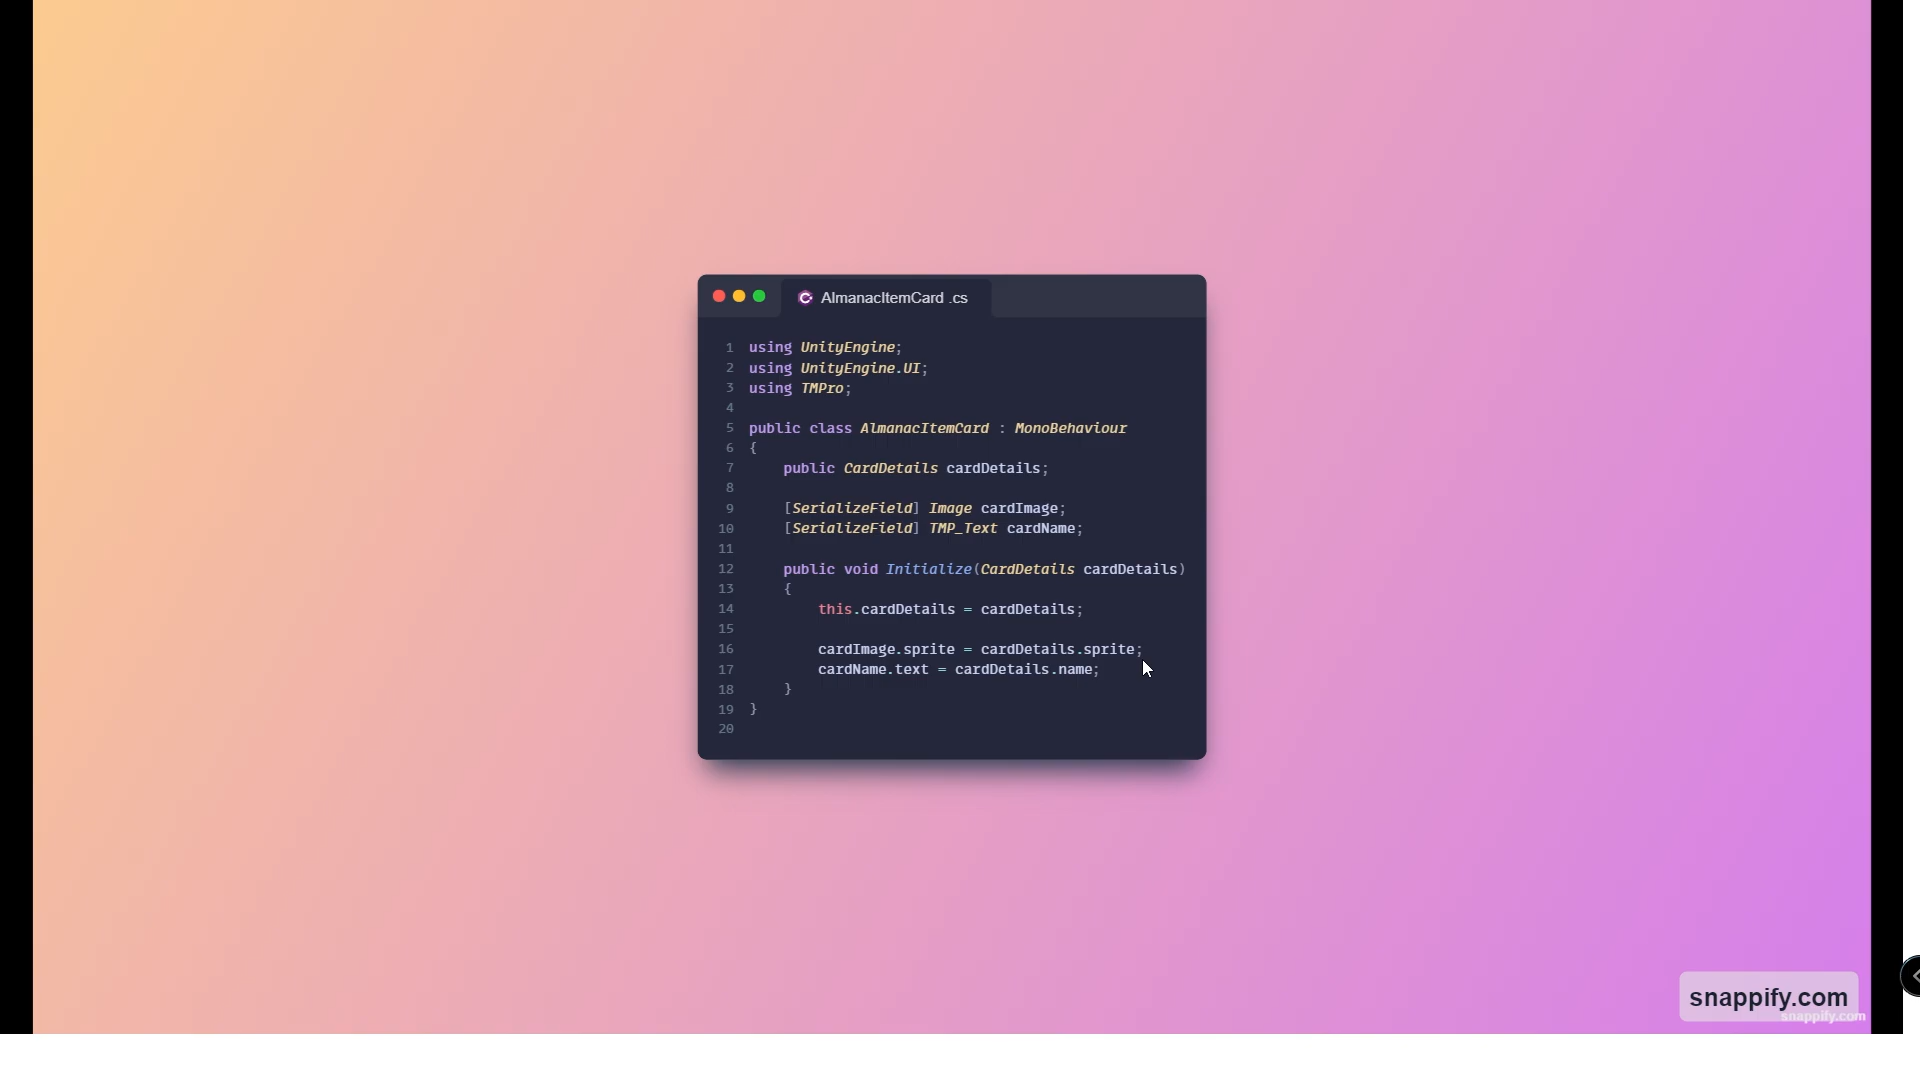 AlmanacItemCard .cs
1 using UnityEngine;
2 using UnityEngine.UI;
3 using TMPro;
4
5 public class AlmanacItemCard : MonoBehaviour
6 {
7     public CardDetails cardDetails;
8
9     [SerializeField] Image cardImage;
10     [SerializeField] TMP_Text cardName;
11
12     public void Initialize(CardDetails cardDetails)
13     {
14         this.cardDetails = cardDetails;
15
16         cardImage.sprite = cardDetails.sprite;
17         cardName.text = cardDetails.name;
18     }
19 }
20
snappify.com
snappify.com